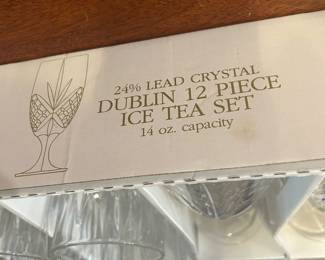 24% LEAD CRYSTAL
DUBLIN 12 PIECE
ICE TEA SET
14 oz. capacity